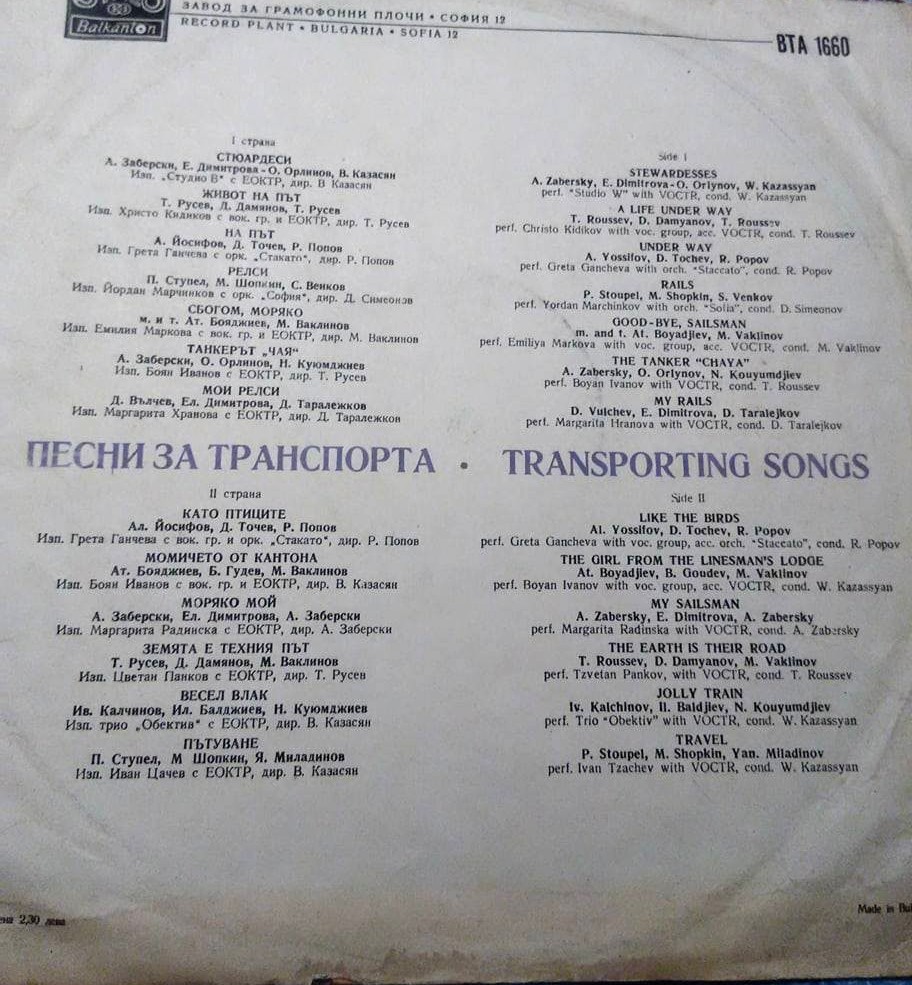 Balkanton
ЗАВОД ЗА ГРАМОФОННИ ПЛОЧИ • СОФИЯ 12
RECORD PLANT • BULGARIA • SOFIA 12
ВТА 1660
I страна
СТЮАРДЕСИ
А. Заберски, Е. Димитрова-О. Орлинов, В. Казасян
Изп. „Студио В“ с ЕОКТР, дир. В Казасян
ЖИВОТ НА ПЪТ
Т. Русев, Д. Дамянов, Т. Русев
Изп. Христо Кидиков с вок. гр. и ЕОКТР, дир. Т. Русев
НА ПЪТ
А. Йосифов, Д. Точев, Р. Попов
Изп. Грета Ганчева с орк. „Стакато“, дир. Р. Попов
РЕЛСИ
П. Ступел, М. Шопкин, С. Венков
Изп. Йордан Марчинков с орк. „София“, дир. Д. Симеонов
СБОГОМ, МОРЯКО
м. и т. Ат. Бояджиев, М. Ваклинов
Изп. Емилия Маркова с вок. гр. и ЕОКТР, дир. М. Ваклинов
ТАНКЕРЪТ „ЧАЯ“
А. Заберски, О. Орлинов, Н. Куюмджиев
Изп. Боян Иванов с ЕОКТР, дир. Т. Русев
МОИ РЕЛСИ
Д. Вълчев, Ел. Димитрова, Д. Таралежков
Изп. Маргарита Хранова с ЕОКТР, дир. Д. Таралежков
Side I
STEWARDESSES
A. Zabersky, E. Dimitrova-O. Orlynov, W. Kazassyan
perf. "Studio W" with VOCTR, cond. W. Kazassyan
A LIFE UNDER WAY
T. Roussev, D. Damyanov, T. Roussev
perf. Christo Kidikov with voc. group, acc. VOCTR, cond. T. Roussev
UNDER WAY
A. Yossifov, D. Tochev, R. Popov
perf. Greta Gancheva with orch. "Staccato", cond. R. Popov
RAILS
P. Stoupel, M. Shopkin, S. Venkov
perf. Yordan Marchinkov with orch. "Sofia", cond. D. Simeonov
GOOD-BYE, SAILSMAN
m. and t. At. Boyadjiev, M. Vaklinov
perf. Emiliya Markova with voc. group, acc. VOCTR, cond. M. Vaklinov
THE TANKER "CHAYA"
A. Zabersky, O. Orlynov, N. Kouyumdjiev
perf. Boyan Ivanov with VOCTR, cond. T. Roussev
MY RAILS
D. Vulchev, E. Dimitrova, D. Taralejkov
perf. Margarita Hranova with VOCTR, cond. D. Taralejkov
ПЕСНИ ЗА ТРАНСПОРТА • TRANSPORTING SONGS
II страна
КАТО ПТИЦИТЕ
Ал. Йосифов, Д. Точев, Р. Попов
Изп. Грета Ганчева с вок. гр. и орк. „Стакато“, дир. Р. Попов
МОМИЧЕТО ОТ КАНТОНА
Ат. Бояджиев, Б. Гудев, М. Ваклинов
Изп. Боян Иванов с вок. гр. и ЕОКТР, дир. В. Казасян
МОРЯКО МОЙ
А. Заберски, Ел. Димитрова, А. Заберски
Изп. Маргарита Радинска с ЕОКТР, дир. А. Заберски
ЗЕМЯТА Е ТЕХНИЯ ПЪТ
Т. Русев, Д. Дамянов, М. Ваклинов
Изп. Цветан Панков с ЕОКТР, дир. Т. Русев
ВЕСЕЛ ВЛАК
Ив. Калчинов, Ил. Балджиев, Н. Куюмджиев
Изп. трио „Обектив“ с ЕОКТР, дир. В. Казасян
ПЪТУВАНЕ
П. Ступел, М Шопкин, Я. Миладинов
Изп. Иван Цачев с ЕОКТР, дир. В. Казасян
Side II
LIKE THE BIRDS
Al. Yossifov, D. Tochev, R. Popov
perf. Greta Gancheva with voc. group, acc. orch. "Staccato", cond. R. Popov
THE GIRL FROM THE LINESMAN'S LODGE
At. Boyadjiev, B. Goudev, M. Vaklinov
perf. Boyan Ivanov with voc. group, acc. VOCTR, cond. W. Kazassyan
MY SAILSMAN
A. Zabersky, E. Dimitrova, A. Zabersky
perf. Margarita Radinska with VOCTR, cond. A. Zabersky
THE EARTH IS THEIR ROAD
T. Roussev, D. Damyanov, M. Vaklinov
perf. Tzvetan Pankov, with VOCTR, cond. T. Roussev
JOLLY TRAIN
Iv. Kalchinov, Il. Baldjiev, N. Kouyumdjiev
perf. Trio "Obektiv" with VOCTR, cond. W. Kazassyan
TRAVEL
P. Stoupel, M. Shopkin, Yan. Miladinov
perf. Ivan Tzachev with VOCTR, cond. W. Kazassyan
ена 2,30 лева
Made in Bul